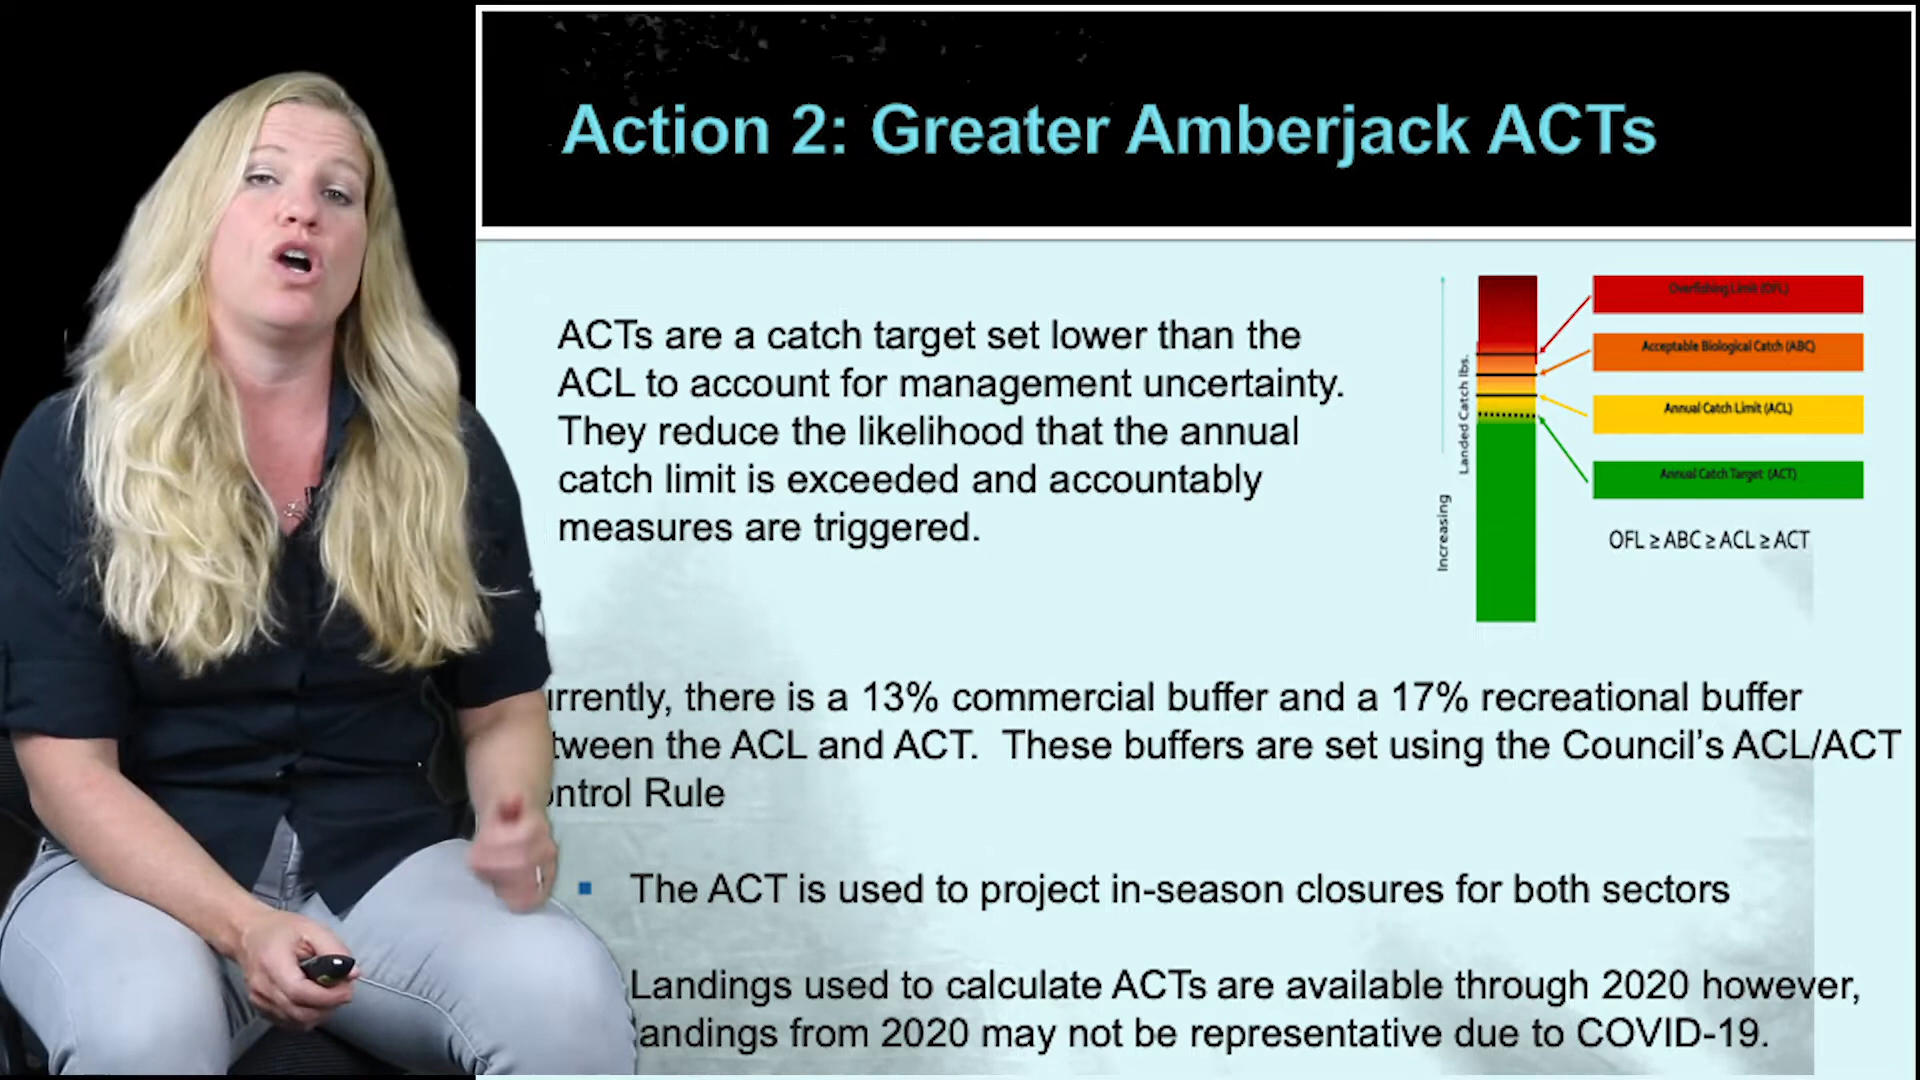 Action 2: Greater Amberjack ACTs
ACTs are a catch target set lower than the
ACL to account for management uncertainty.
They reduce the likelihood that the annual
catch limit is exceeded and accountably
measures are triggered.
Increasing
Landed Catch lbs.
Overfishing Limit (OFL)
Acceptable Biological Catch (ABC)
Annual Catch Limit (ACL)
Annual Catch Target (ACT)
OFL ≥ ABC ≥ ACL ≥ ACT
urrently, there is a 13% commercial buffer and a 17% recreational buffer
tween the ACL and ACT. These buffers are set using the Council's ACL/ACT
ontrol Rule
The ACT is used to project in-season closures for both sectors
Landings used to calculate ACTs are available through 2020 however,
andings from 2020 may not be representative due to COVID-19.